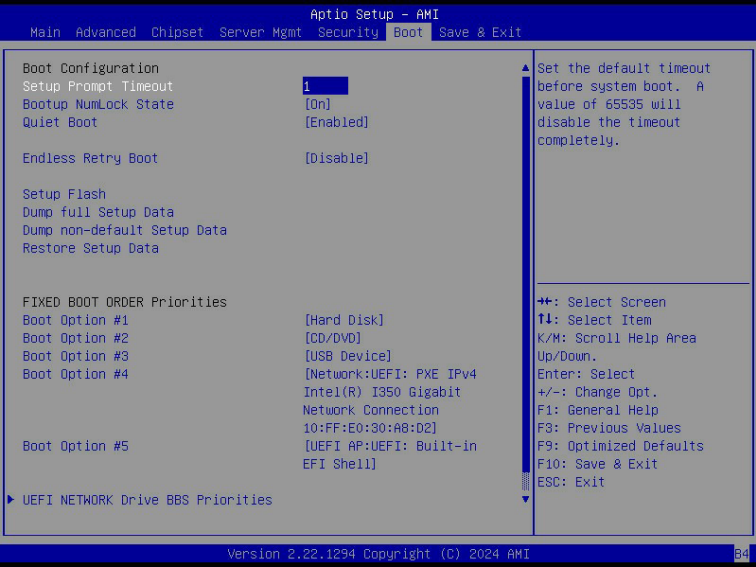 Aptio Setup – AMI
Main Advanced Chipset Server Mgmt Security Boot Save & Exit
Boot Configuration
Setup Prompt Timeout 1
Bootup NumLock State [On]
Quiet Boot [Enabled]
Endless Retry Boot [Disable]
Setup Flash
Dump full Setup Data
Dump non-default Setup Data
Restore Setup Data
FIXED BOOT ORDER Priorities
Boot Option #1 [Hard Disk]
Boot Option #2 [CD/DVD]
Boot Option #3 [USB Device]
Boot Option #4 [Network:UEFI: PXE IPv4
Intel(R) I350 Gigabit
Network Connection
10:FF:E0:30:A8:D2]
Boot Option #5 [UEFI AP:UEFI: Built-in
EFI Shell]
UEFI NETWORK Drive BBS Priorities
Set the default timeout
before system boot. A
value of 65535 will
disable the timeout
completely.
→←: Select Screen
↑↓: Select Item
K/M: Scroll Help Area
Up/Down.
Enter: Select
+/-: Change Opt.
F1: General Help
F3: Previous Values
F9: Optimized Defaults
F10: Save & Exit
ESC: Exit
Version 2.22.1294 Copyright (C) 2024 AMI
B4